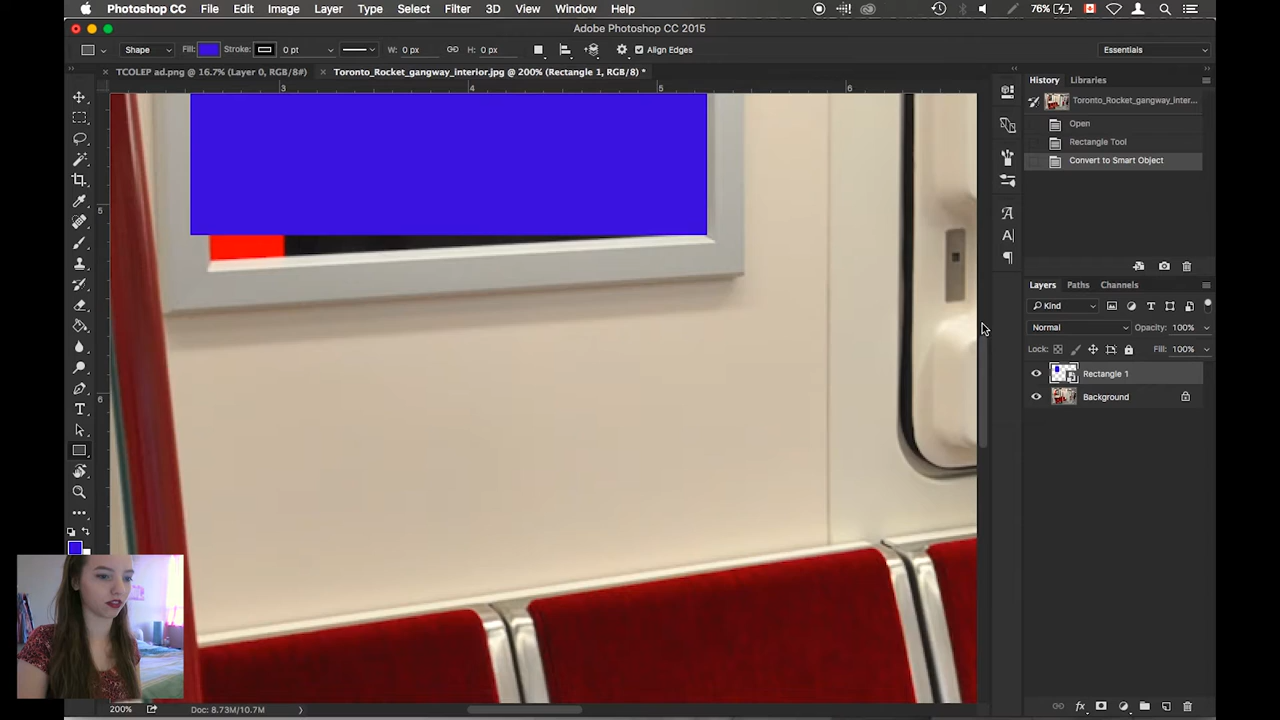 Photoshop CC File Edit Image Layer Type Select Filter 3D View Window Help 76%
Adobe Photoshop CC 2015
Shape Fill: Stroke: 0 pt W: 0 px H: 0 px Align Edges Essentials
× TCOLEP ad.png @ 16.7% (Layer 0, RGB/8#) × Toronto_Rocket_gangway_interior.jpg @ 200% (Rectangle 1, RGB/8) *
History Libraries
3 4 5 6
Toronto_Rocket_gangway_inter...
Open
Rectangle Tool
Convert to Smart Object
5
6
Layers Paths Channels
Kind
Normal Opacity: 100%
Lock: Fill: 100%
Rectangle 1
Background
200% Doc: 8.73M/10.7M